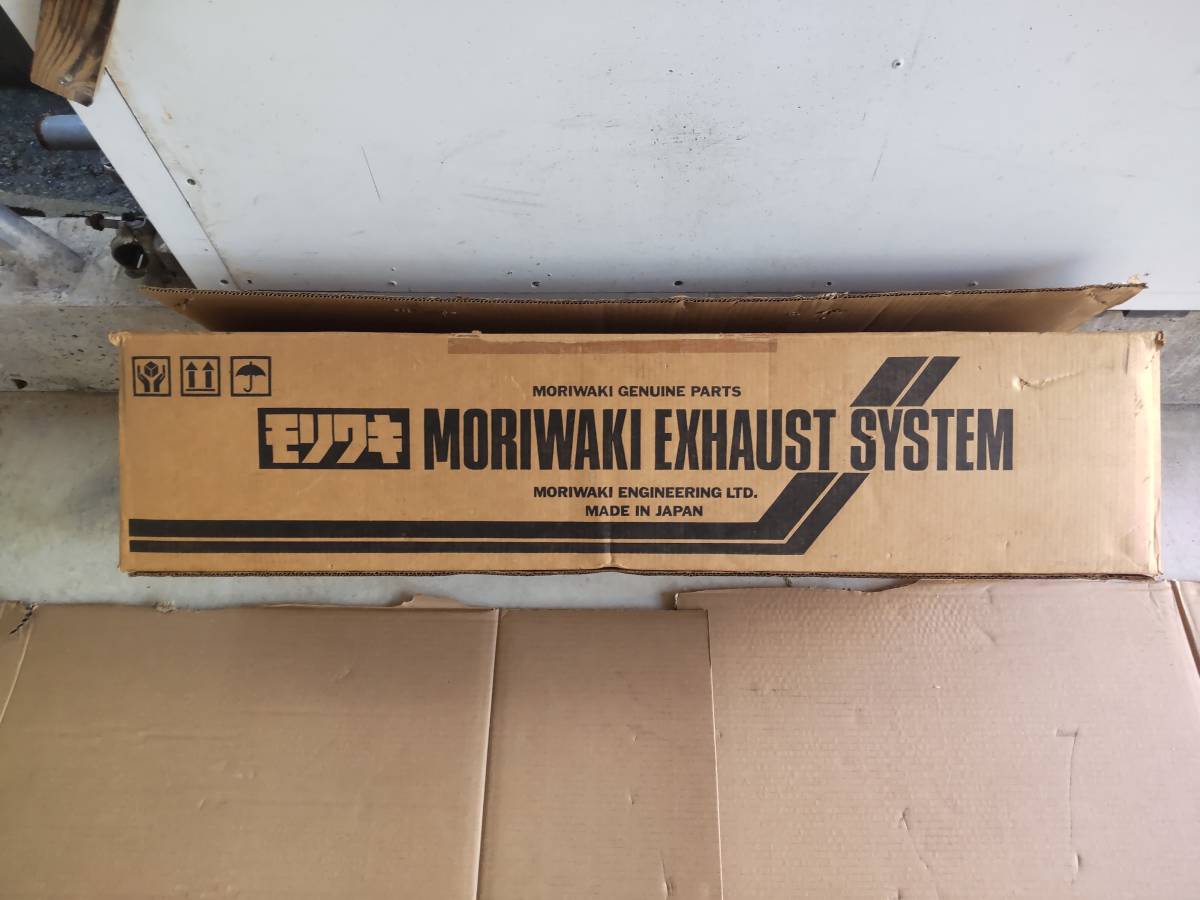 MORIWAKI GENUINE PARTS
モリワキ MORIWAKI EXHAUST SYSTEM
MORIWAKI ENGINEERING LTD.
MADE IN JAPAN